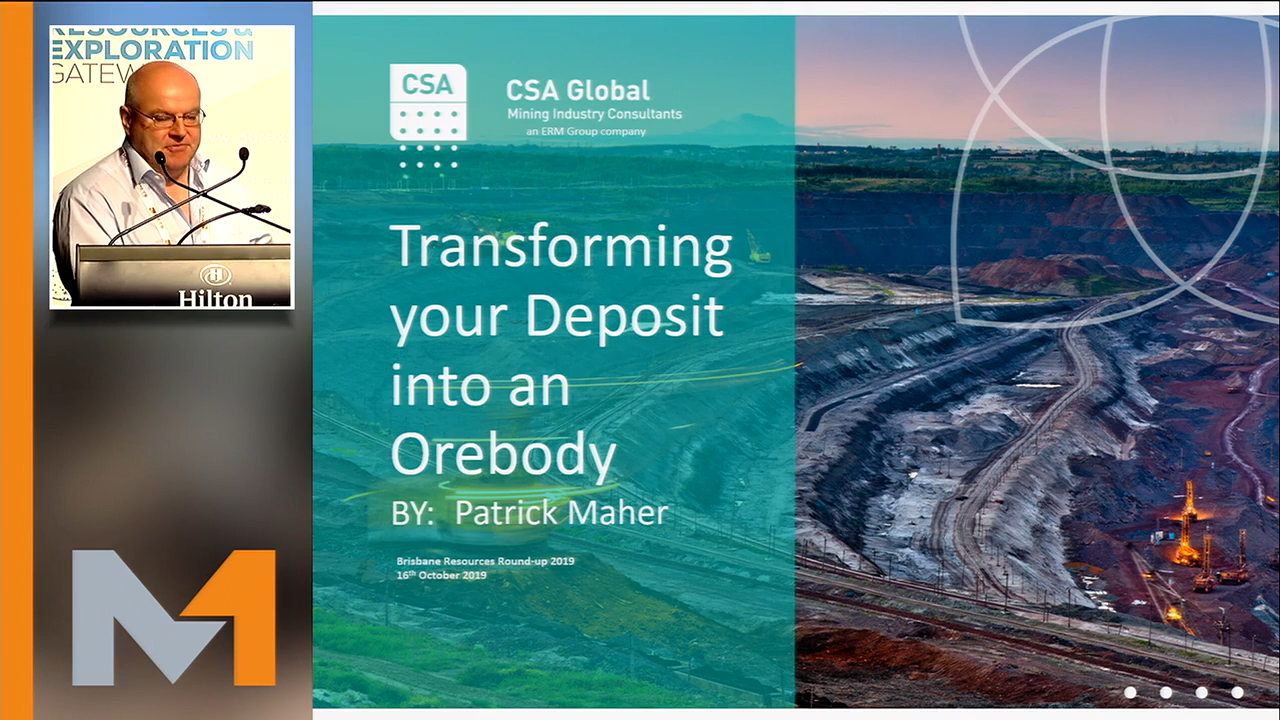 RESOURCES &
EXPLORATION
GATEW
Hilton
M1
CSA
CSA Global
Mining Industry Consultants
an ERM Group company
Transforming
your Deposit
into an
Orebody
BY: Patrick Maher
Brisbane Resources Round-up 2019
16th October 2019